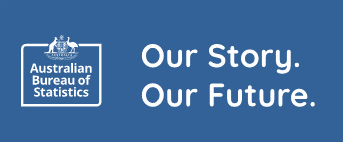 Australian
Bureau of
Statistics
Our Story.
Our Future.